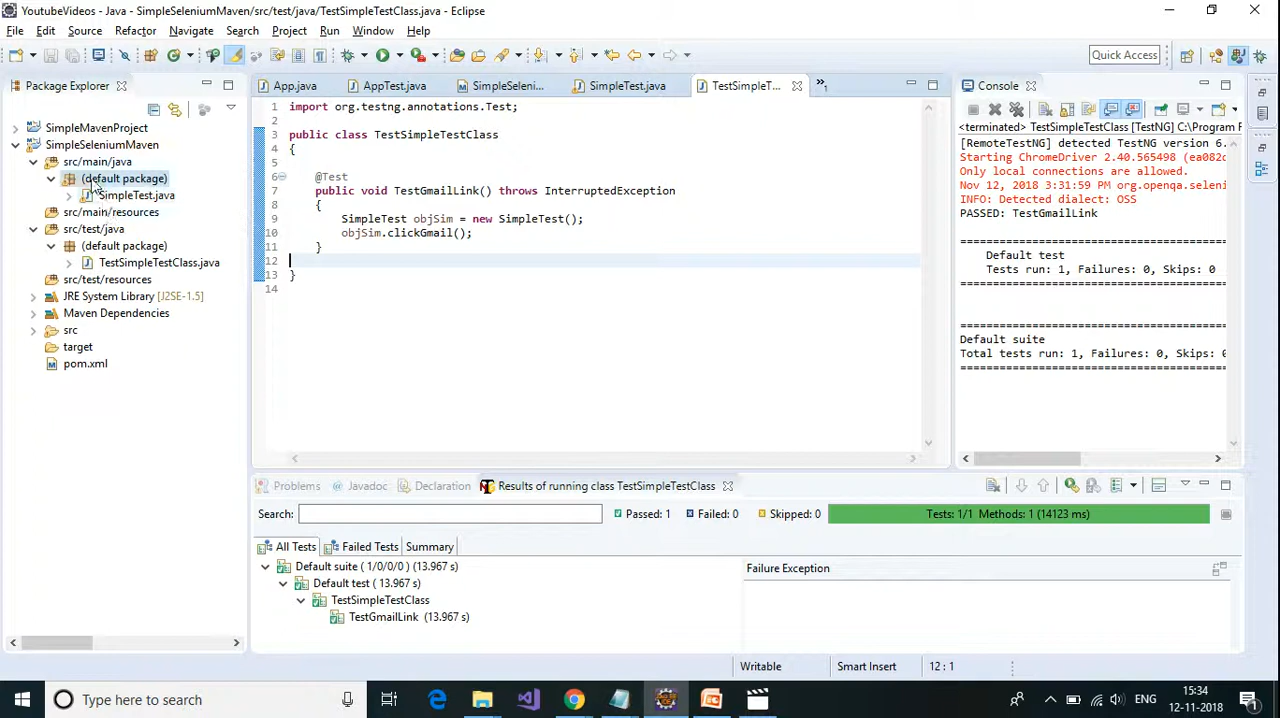 YoutubeVideos - Java - SimpleSeleniumMaven/src/test/java/TestSimpleTestClass.java - Eclipse
File Edit Source Refactor Navigate Search Project Run Window Help
Quick Access
Package Explorer
SimpleMavenProject
SimpleSeleniumMaven
src/main/java
(default package)
SimpleTest.java
src/main/resources
src/test/java
(default package)
TestSimpleTestClass.java
src/test/resources
JRE System Library [J2SE-1.5]
Maven Dependencies
src
target
pom.xml
App.java AppTest.java SimpleSeleni... SimpleTest.java TestSimpleT... »1
1 import org.testng.annotations.Test;
2
3 public class TestSimpleTestClass
4 {
5
6 @Test
7 public void TestGmailLink() throws InterruptedException
8 {
9 SimpleTest objSim = new SimpleTest();
10 objSim.clickGmail();
11 }
12
13 }
14
Console
<terminated> TestSimpleTestClass [TestNG] C:\Program F
[RemoteTestNG] detected TestNG version 6.
Starting ChromeDriver 2.40.565498 (ea082c
Only local connections are allowed.
Nov 12, 2018 3:31:59 PM org.openqa.seleni
INFO: Detected dialect: OSS
PASSED: TestGmailLink
===============================================
Default test
Tests run: 1, Failures: 0, Skips: 0
===============================================
===============================================
Default suite
Total tests run: 1, Failures: 0, Skips: 0
===============================================
Problems Javadoc Declaration Results of running class TestSimpleTestClass
Search: Passed: 1 Failed: 0 Skipped: 0 Tests: 1/1 Methods: 1 (14123 ms)
All Tests Failed Tests Summary
Default suite ( 1/0/0/0 ) (13.967 s)
Default test ( 13.967 s)
TestSimpleTestClass
TestGmailLink (13.967 s)
Failure Exception
Writable Smart Insert 12 : 1
Type here to search
ENG
15:34
12-11-2018
1